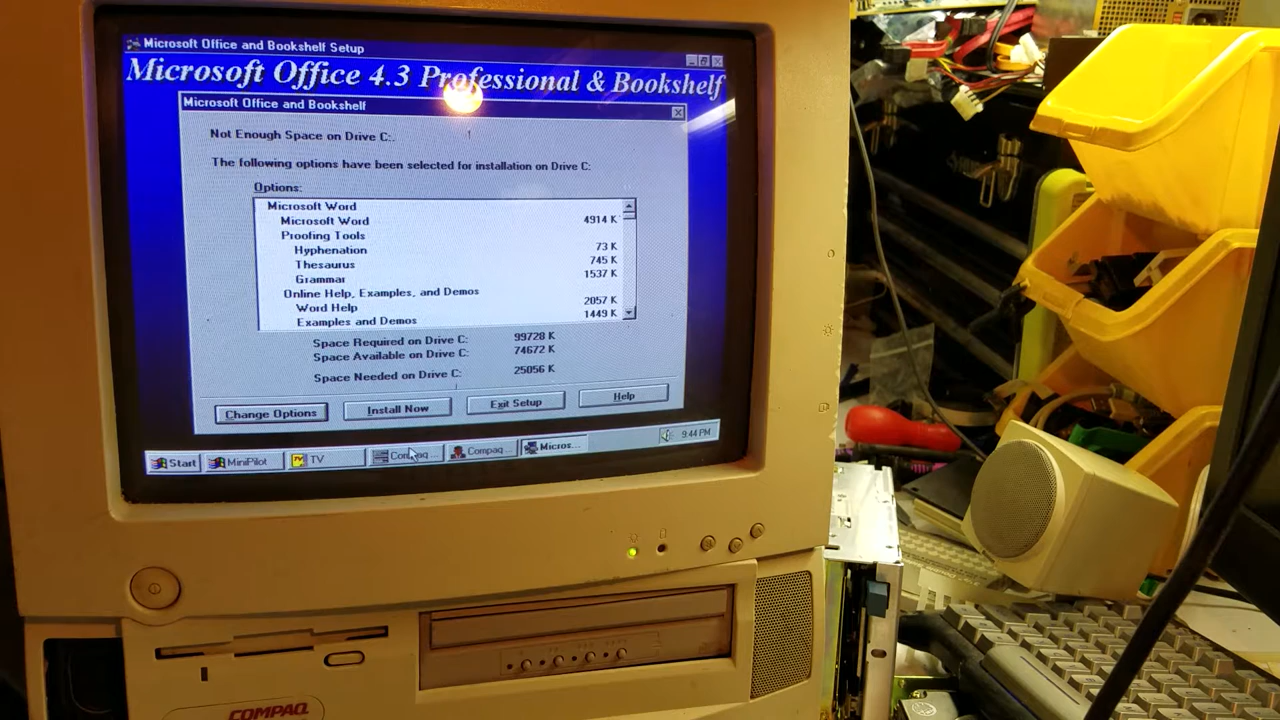 Microsoft Office and Bookshelf Setup
Microsoft Office 4.3 Professional & Bookshelf
Microsoft Office and Bookshelf
Not Enough Space on Drive C:.
The following options have been selected for installation on Drive C:
Options:
Microsoft Word
Microsoft Word 4914 K
Proofing Tools
Hyphenation 73 K
Thesaurus 745 K
Grammar 1537 K
Online Help, Examples, and Demos
Word Help 2057 K
Examples and Demos 1449 K
Space Required on Drive C: 99728 K
Space Available on Drive C: 74672 K
Space Needed on Drive C: 25056 K
Change Options Install Now Exit Setup Help
Start MiniPilot TV Compaq ... Compaq ... Micros... 9:44 PM
COMPAQ